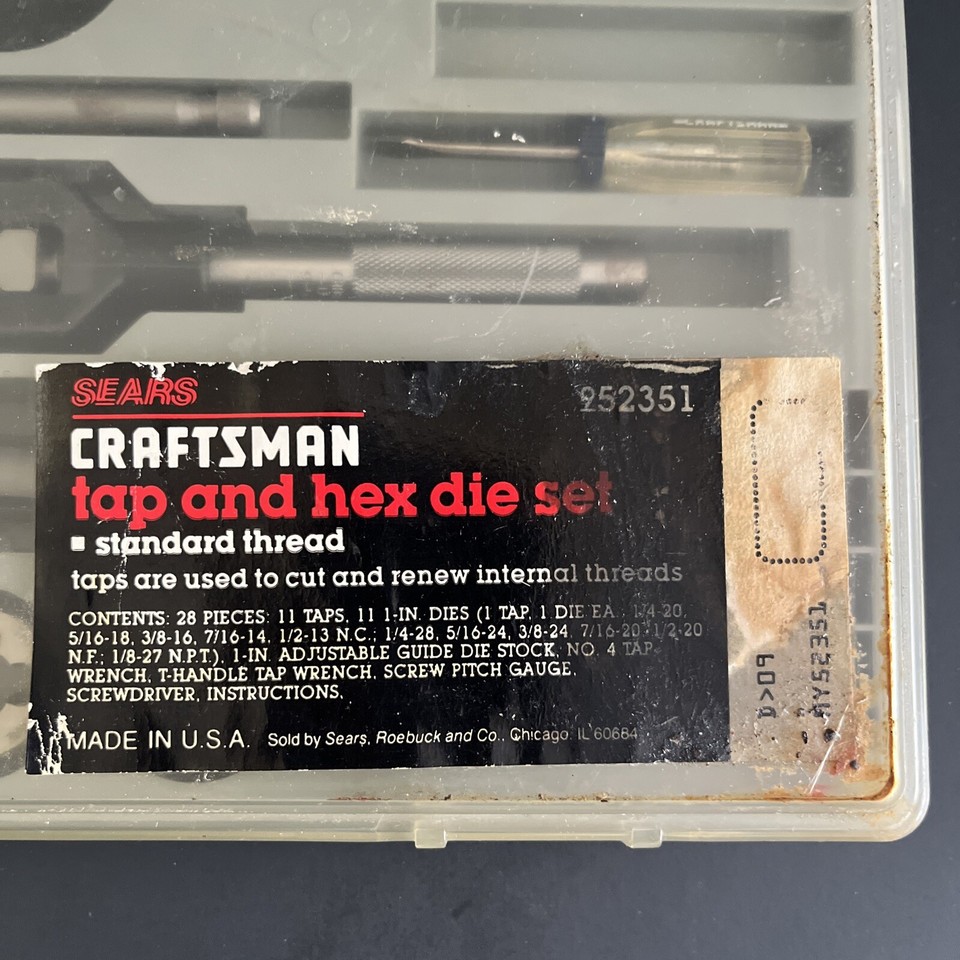 CRAFTSMAN
SEARS
952351
CRAFTSMAN
tap and hex die set
standard thread
taps are used to cut and renew internal threads
CONTENTS: 28 PIECES: 11 TAPS, 11 1-IN. DIES (1 TAP, 1 DIE EA.: 1/4-20,
5/16-18, 3/8-16, 7/16-14, 1/2-13 N.C.; 1/4-28, 5/16-24, 3/8-24, 7/16-20, 1/2-20
N.F.; 1/8-27 N.P.T.), 1-IN. ADJUSTABLE GUIDE DIE STOCK, NO. 4 TAP
WRENCH, T-HANDLE TAP WRENCH, SCREW PITCH GAUGE,
SCREWDRIVER, INSTRUCTIONS.
MADE IN U.S.A. Sold by Sears, Roebuck and Co., Chicago, IL 60684